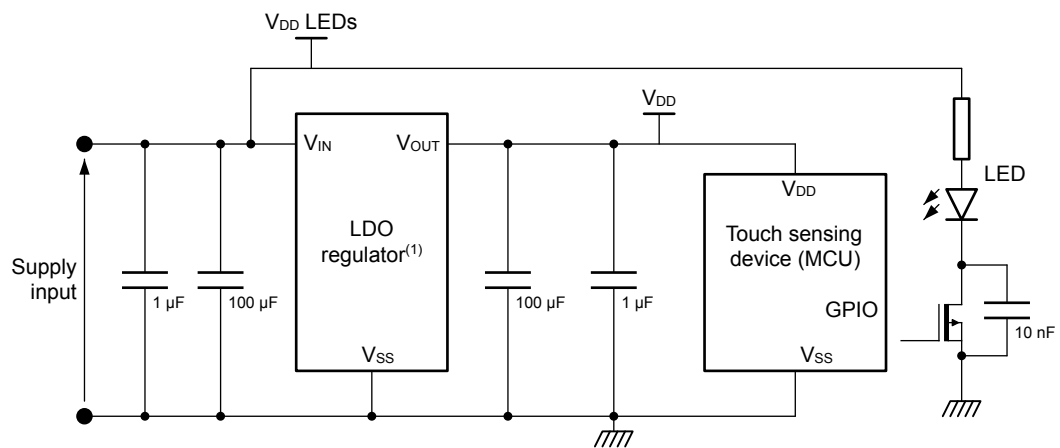 VDD LEDs
VDD
VIN
VOUT
LED
VDD
LDO
regulator(1)
Touch sensing
device (MCU)
Supply
input
1 µF
100 µF
100 µF
1 µF
GPIO
10 nF
VSS
VSS